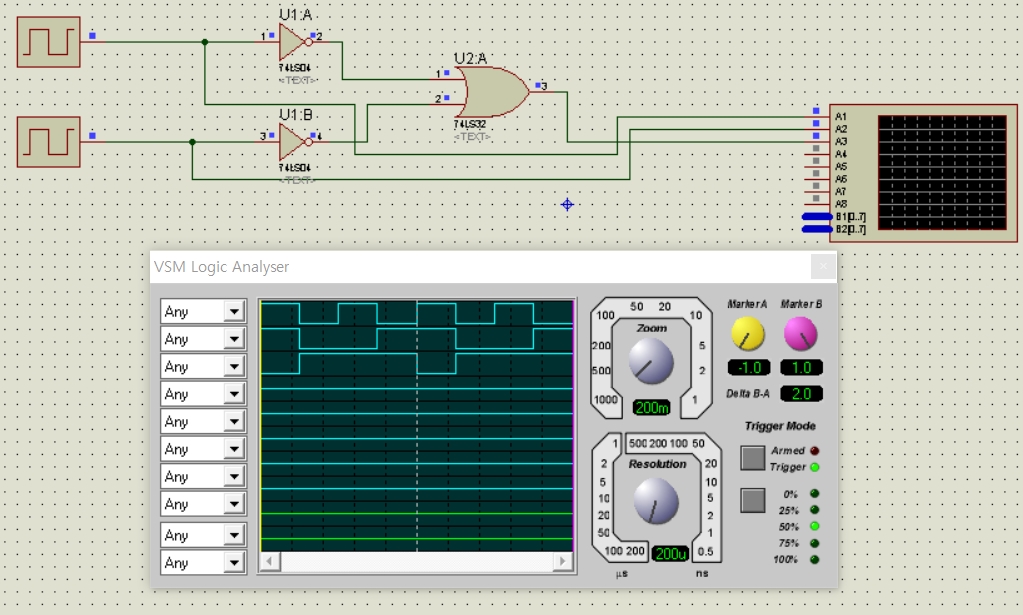 U1:A
1
2
74LS04
<TEXT>
U2:A
1
2
3
74LS32
<TEXT>
U1:B
3
4
74LS04
<TEXT>
A1
A2
A3
A4
A5
A6
A7
A8
B1[0..7]
B2[0..7]
VSM Logic Analyser
Any
Any
Any
Any
Any
Any
Any
Any
Any
Any
Zoom
1000
500
200
100
50
20
10
5
2
1
200m
Marker A
Marker B
-1.0
1.0
Delta B-A
2.0
Resolution
1
2
5
10
20
50
100
200
500 200 100 50
20
10
5
2
1
0.5
200u
µs
ns
Trigger Mode
Armed
Trigger
0%
25%
50%
75%
100%